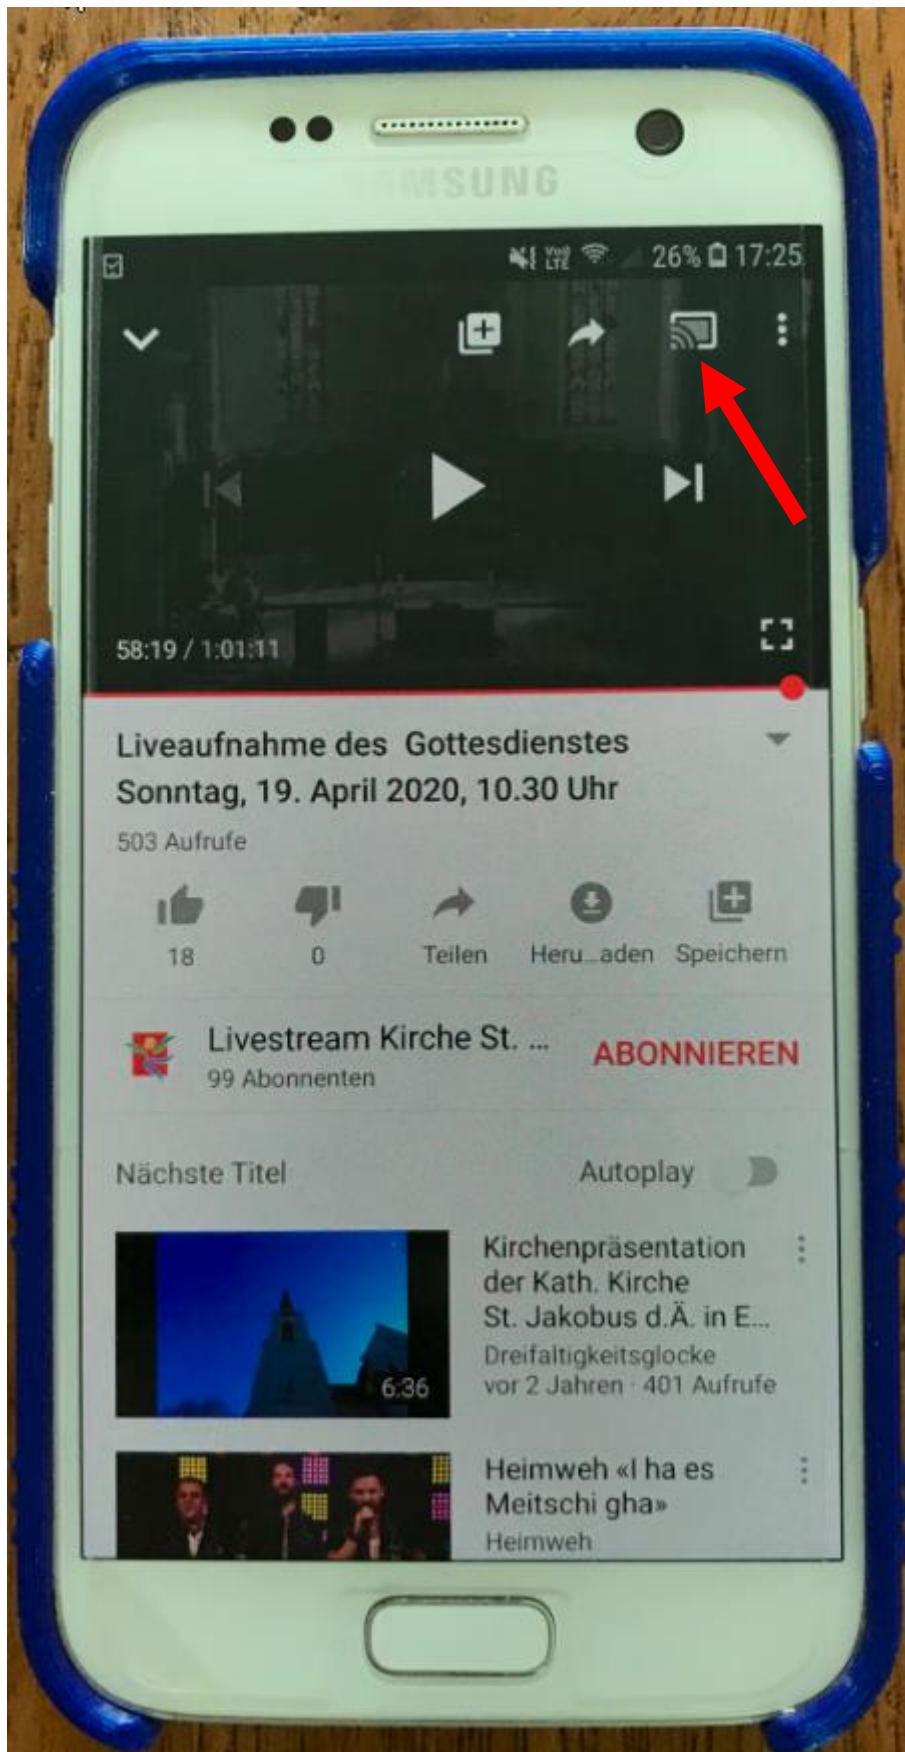 SAMSUNG
Voo) LTE 26% 17:25
58:19 / 1:01:11
Liveaufnahme des Gottesdienstes
Sonntag, 19. April 2020, 10.30 Uhr
503 Aufrufe
18 0 Teilen Heru...aden Speichern
Livestream Kirche St. ...
ABONNIEREN
99 Abonnenten
Nächste Titel Autoplay
Kirchenpräsentation
der Kath. Kirche
St. Jakobus d.Ä. in E...
Dreifaltigkeitsglocke
vor 2 Jahren · 401 Aufrufe
6:36
Heimweh «I ha es
Meitschi gha»
Heimweh